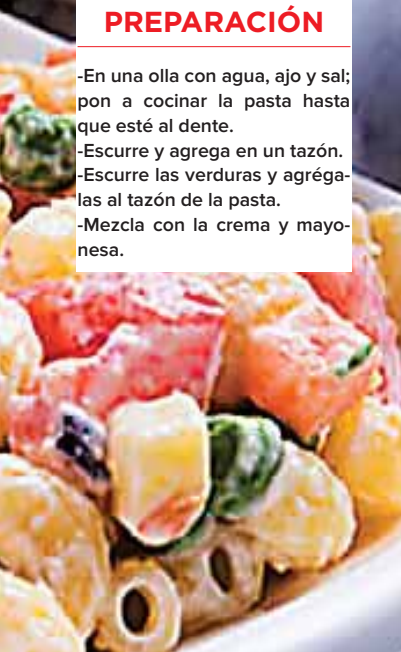 PREPARACIÓN
-En una olla con agua, ajo y sal;
pon a cocinar la pasta hasta
que esté al dente.
-Escurre y agrega en un tazón.
-Escurre las verduras y agréga-
las al tazón de la pasta.
-Mezcla con la crema y mayo-
nesa.